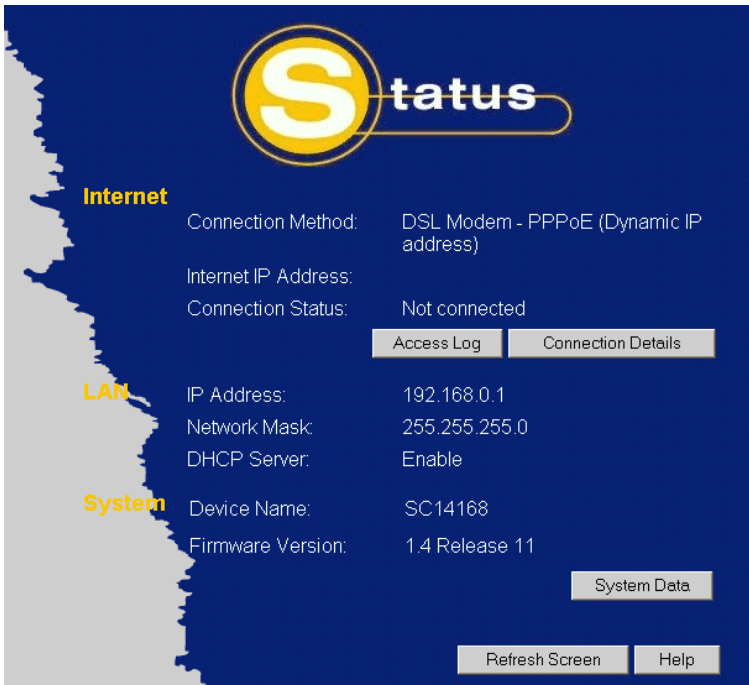 Status
Internet
Connection Method: DSL Modem - PPPoE (Dynamic IP
address)
Internet IP Address:
Connection Status: Not connected
Access Log Connection Details
LAN IP Address: 192.168.0.1
Network Mask: 255.255.255.0
DHCP Server: Enable
System Device Name: SC14168
Firmware Version: 1.4 Release 11
System Data
Refresh Screen Help